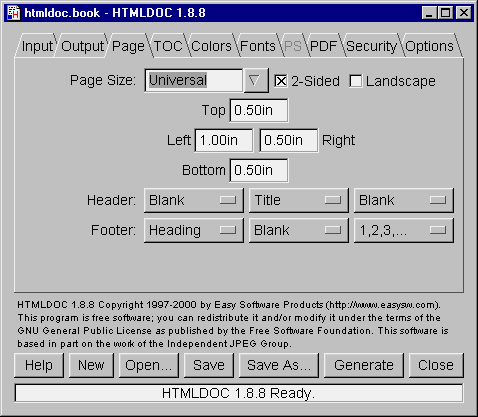 htmldoc.book - HTMLDOC 1.8.8
Input Output Page TOC Colors Fonts PS PDF Security Options
Page Size: Universal 2-Sided Landscape
Top 0.50in
Left 1.00in 0.50in Right
Bottom 0.50in
Header: Blank Title Blank
Footer: Heading Blank 1,2,3,...
HTMLDOC 1.8.8 Copyright 1997-2000 by Easy Software Products (http://www.easysw.com).
This program is free software; you can redistribute it and/or modify it under the terms of the
GNU General Public License as published by the Free Software Foundation. This software is
based in part on the work of the Independent JPEG Group.
Help New Open... Save Save As... Generate Close
HTMLDOC 1.8.8 Ready.